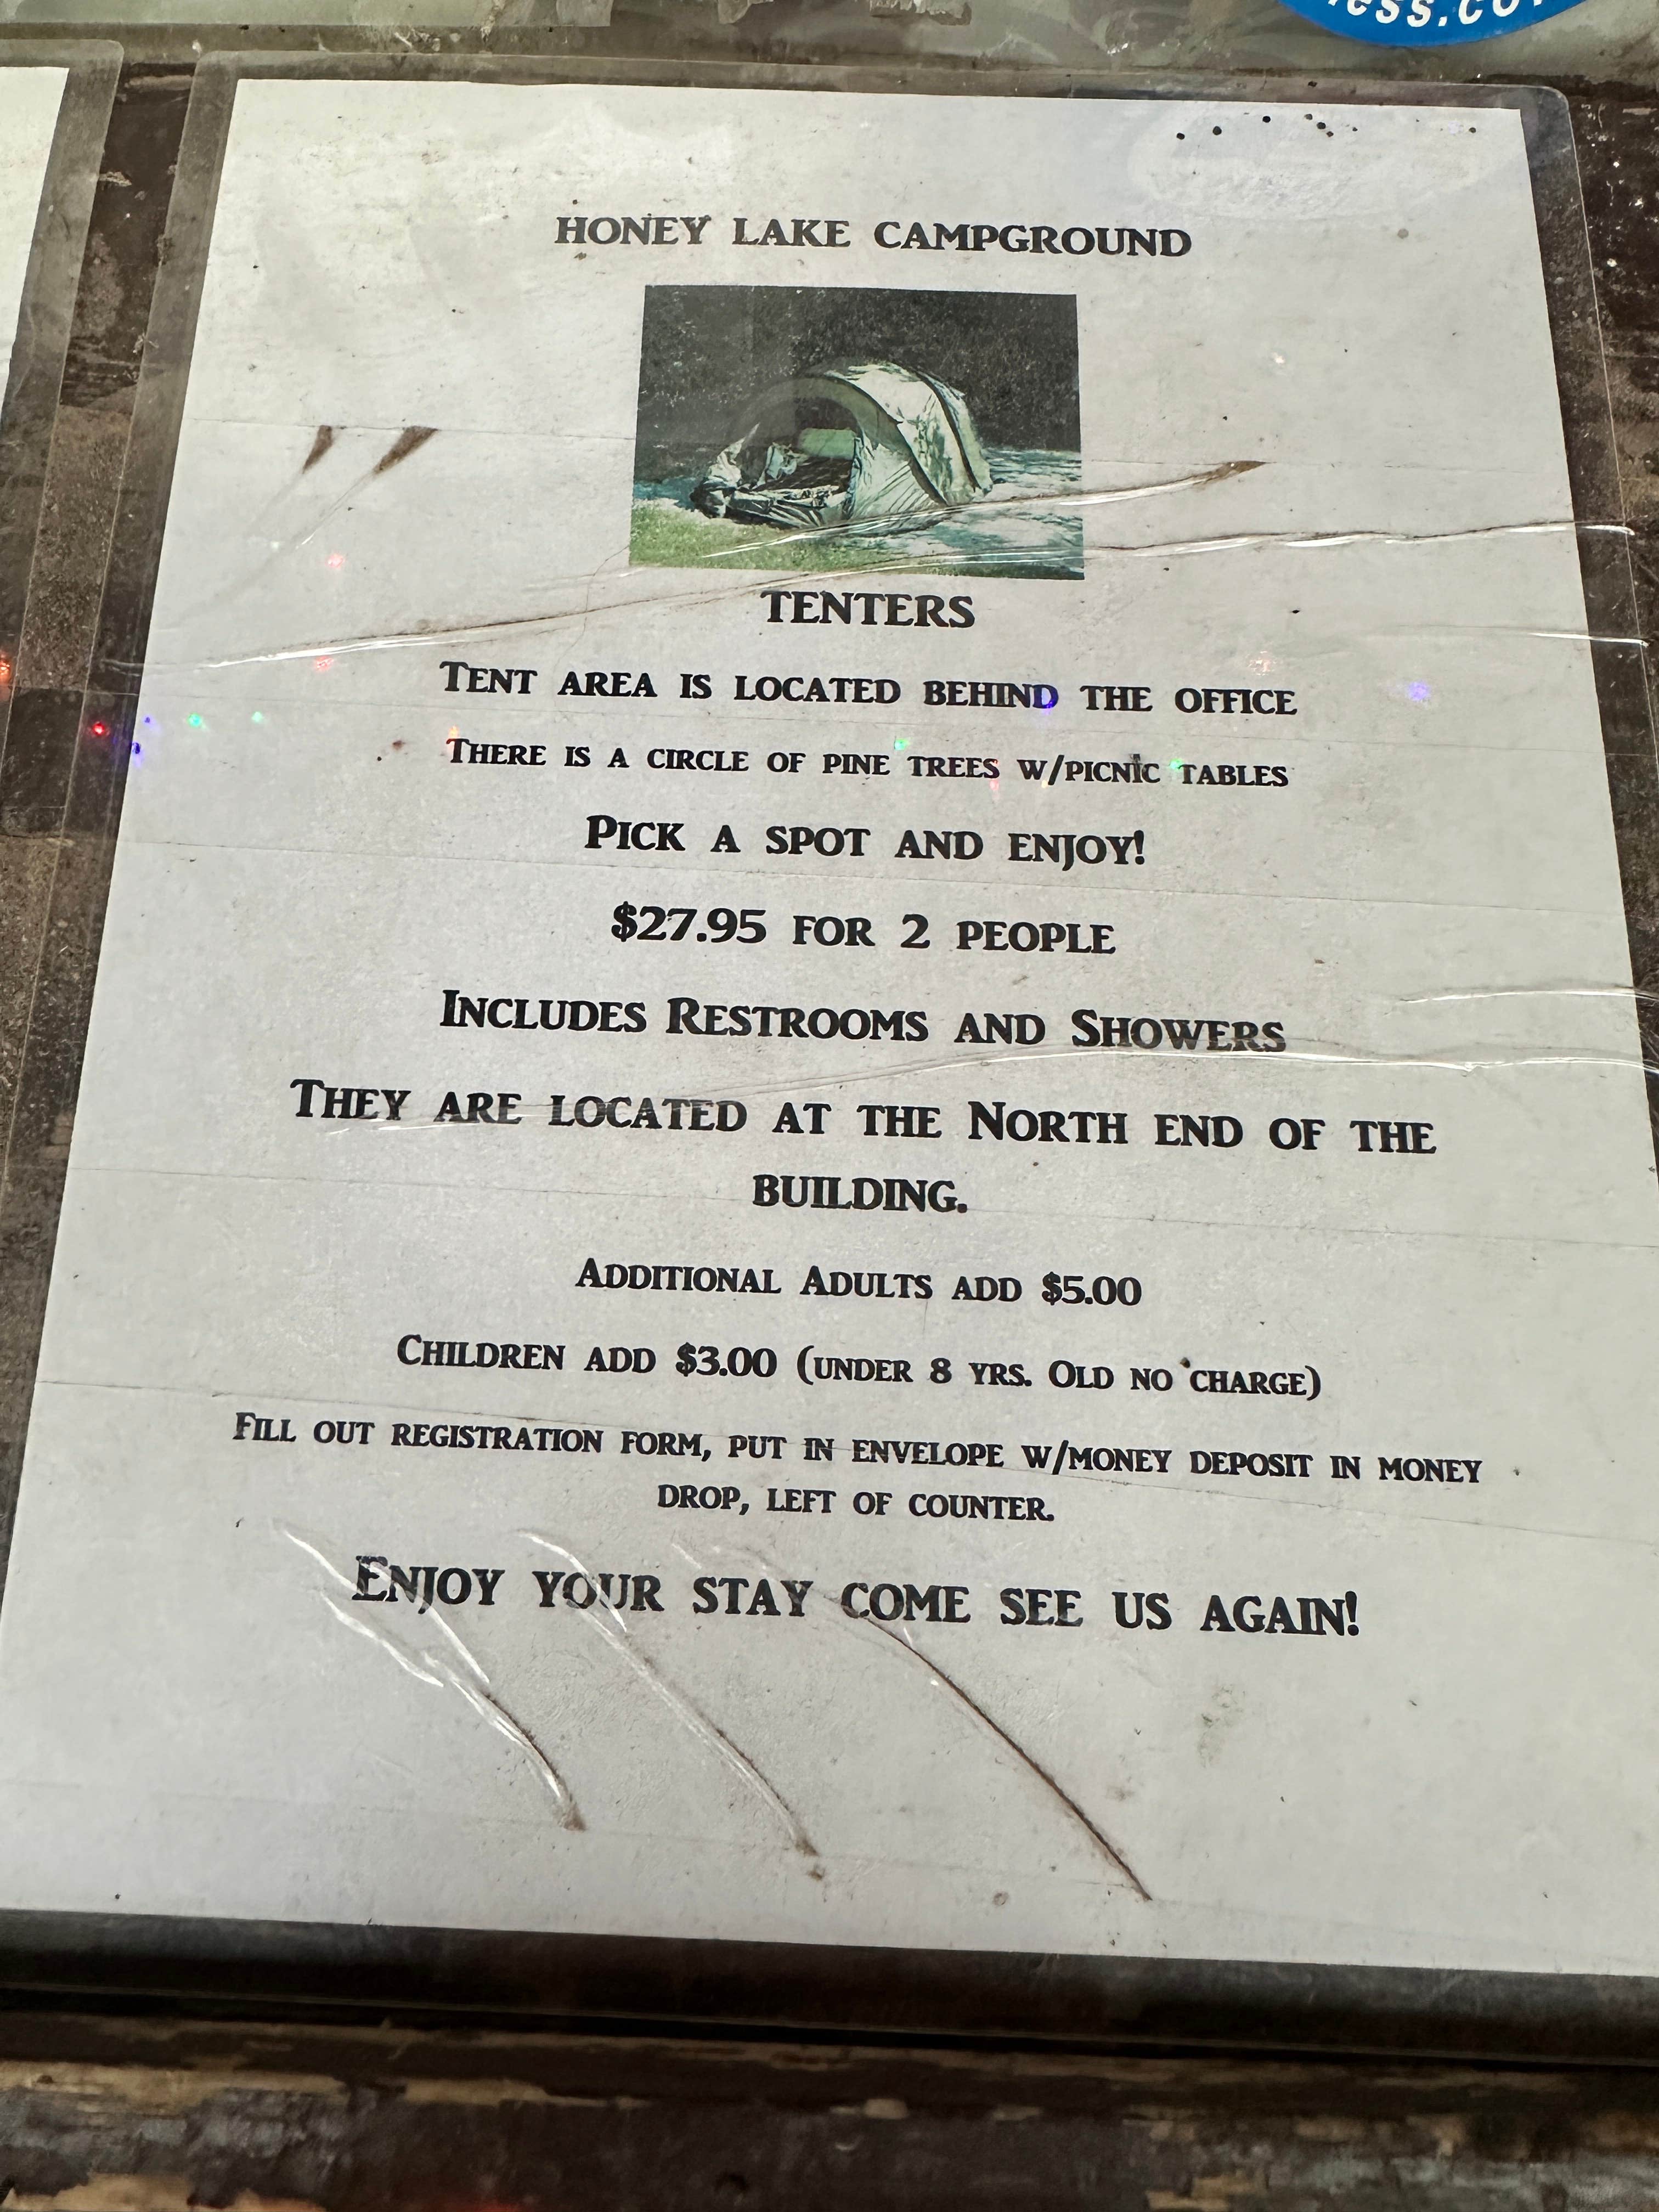 ess.co
HONEY LAKE CAMPGROUND
TENTERS
TENT AREA IS LOCATED BEHIND THE OFFICE
THERE IS A CIRCLE OF PINE TREES W/PICNIC TABLES
PICK A SPOT AND ENJOY!
$27.95 FOR 2 PEOPLE
INCLUDES RESTROOMS AND SHOWERS
THEY ARE LOCATED AT THE NORTH END OF THE
BUILDING.
ADDITIONAL ADULTS ADD $5.00
CHILDREN ADD $3.00 (UNDER 8 YRS. OLD NO CHARGE)
FILL OUT REGISTRATION FORM, PUT IN ENVELOPE W/MONEY DEPOSIT IN MONEY
DROP, LEFT OF COUNTER.
ENJOY YOUR STAY COME SEE US AGAIN!